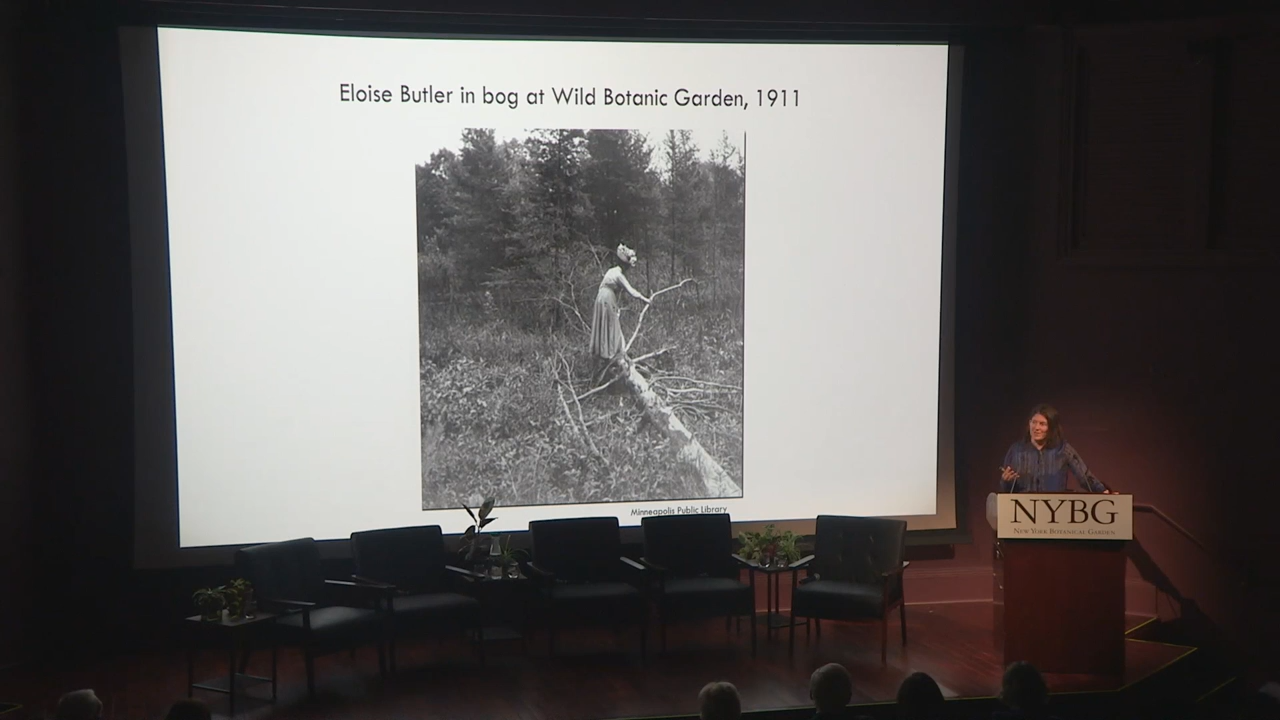 Eloise Butler in bog at Wild Botanic Garden, 1911
Minneapolis Public Library
NYBG
New York Botanical Garden